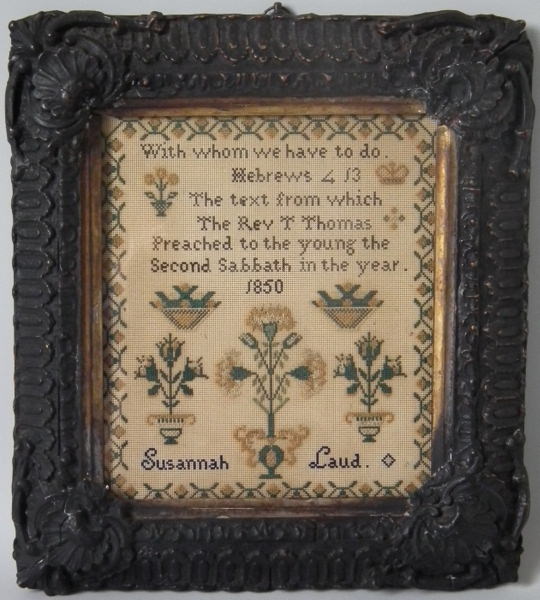 With whom we have to do.
Hebrews 4 13
The text from which
The Rev T Thomas
Preached to the young the
Second Sabbath in the year.
1850
Susannah Laud.